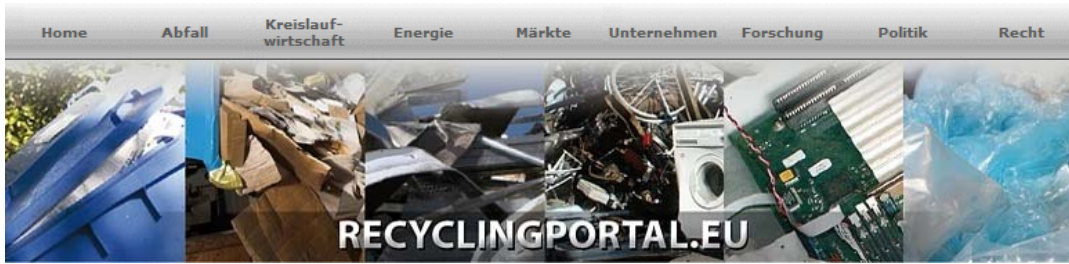 Home
Abfall
Kreislauf-
wirtschaft
Energie
Märkte
Unternehmen
Forschung
Politik
Recht
RECYCLINGPORTAL.EU